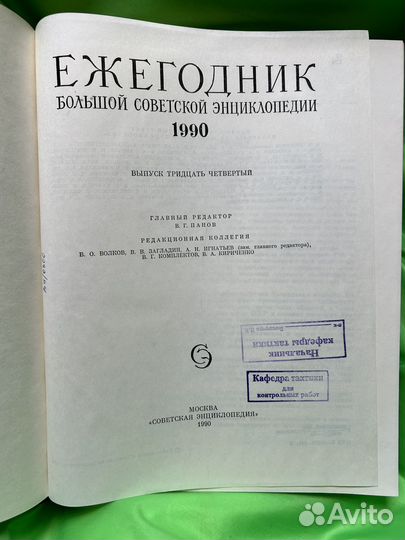 ЕЖЕГОДНИК
БОЛЬШОЙ СОВЕТСКОЙ ЭНЦИКЛОПЕДИИ
1990
ВЫПУСК ТРИДЦАТЬ ЧЕТВЕРТЫЙ
ГЛАВНЫЙ РЕДАКТОР
В. Г. ПАНОВ
РЕДАКЦИОННАЯ КОЛЛЕГИЯ
В. О. ВОЛКОВ, В. В. ЗАГЛАДИН, А. И. ИГНАТЬЕВ (зам. главного редактора),
В. Г. КОМПЛЕКТОВ, В. А. КИРИЧЕНКО
Начальник
кафедры тактики
Кафедра тактики
для
контрольных работ
МОСКВА
«СОВЕТСКАЯ ЭНЦИКЛОПЕДИЯ»
1990
Avito